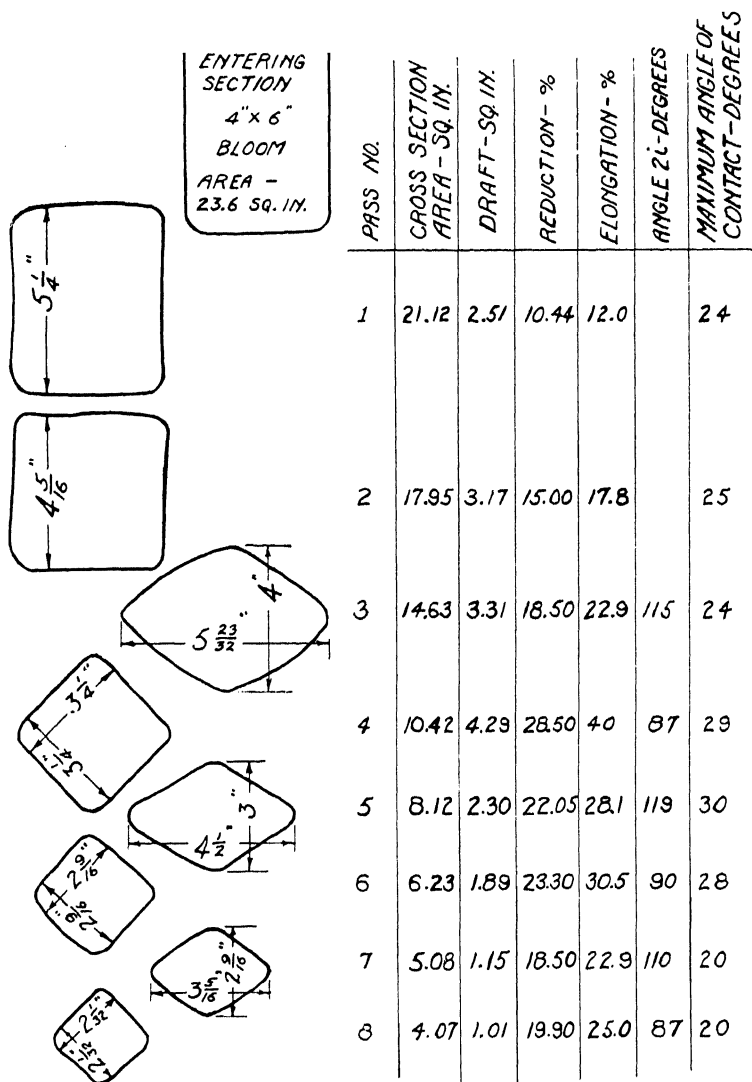 ENTERING
SECTION
4" x 6"
BLOOM
AREA -
23.6 SQ. IN.
PASS NO.
CROSS SECTION
AREA - SQ. IN.
DRAFT - SQ. IN.
REDUCTION - %
ELONGATION - %
ANGLE 2i - DEGREES
MAXIMUM ANGLE OF
CONTACT - DEGREES
5 1/4"
1 21.12 2.51 10.44 12.0 24
4 5/16"
2 17.95 3.17 15.00 17.8 25
4"
5 23/32"
3 14.63 3.31 18.50 22.9 115 24
3 1/4"
3 1/4"
4 10.42 4.29 28.50 40 87 29
3"
4 1/2"
5 8.12 2.30 22.05 28.1 119 30
2 9/16"
2 9/16"
6 6.23 1.89 23.30 30.5 90 28
2 9/16"
3 5/16"
7 5.08 1.15 18.50 22.9 110 20
2 1/32"
2 1/32"
8 4.07 1.01 19.90 25.0 87 20